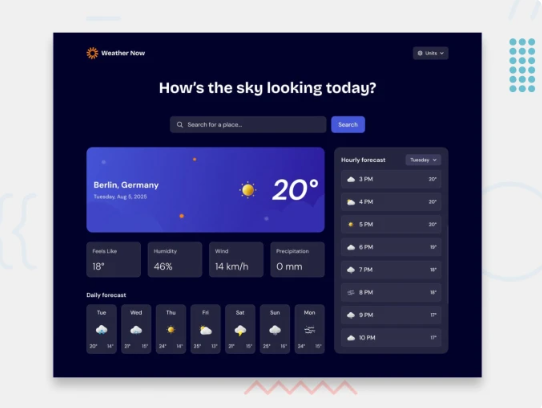 Weather Now
Units
How's the sky looking today?
Search for a place...
Search
Berlin, Germany
Tuesday, Aug 5, 2025
20°
Feels Like
18°
Humidity
46%
Wind
14 km/h
Precipitation
0 mm
Daily forecast
Tue
20° 14°
Wed
21° 15°
Thu
24° 14°
Fri
25° 13°
Sat
21° 15°
Sun
25° 16°
Mon
24° 15°
Hourly forecast
Tuesday
3 PM 20°
4 PM 20°
5 PM 20°
6 PM 19°
7 PM 18°
8 PM 18°
9 PM 17°
10 PM 17°